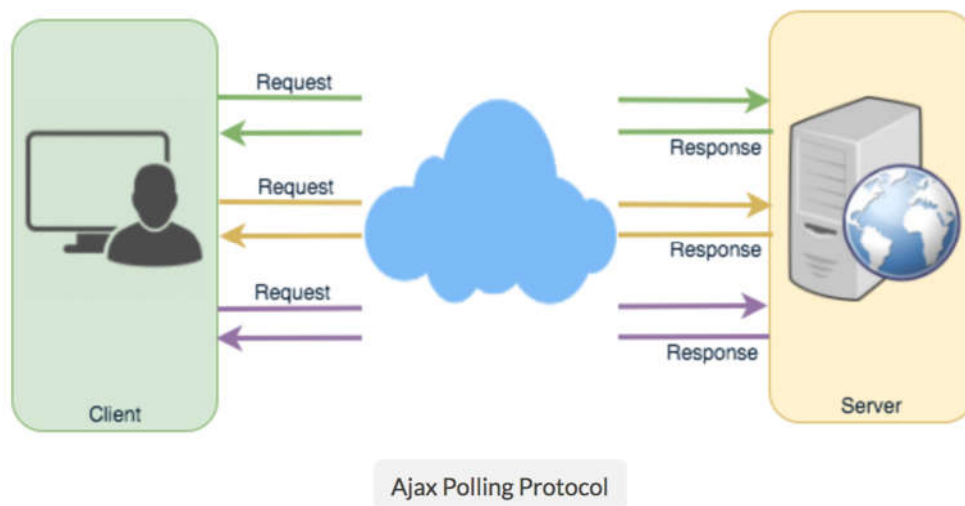 Request
Response
Request
Response
Request
Response
Client
Server
Ajax Polling Protocol